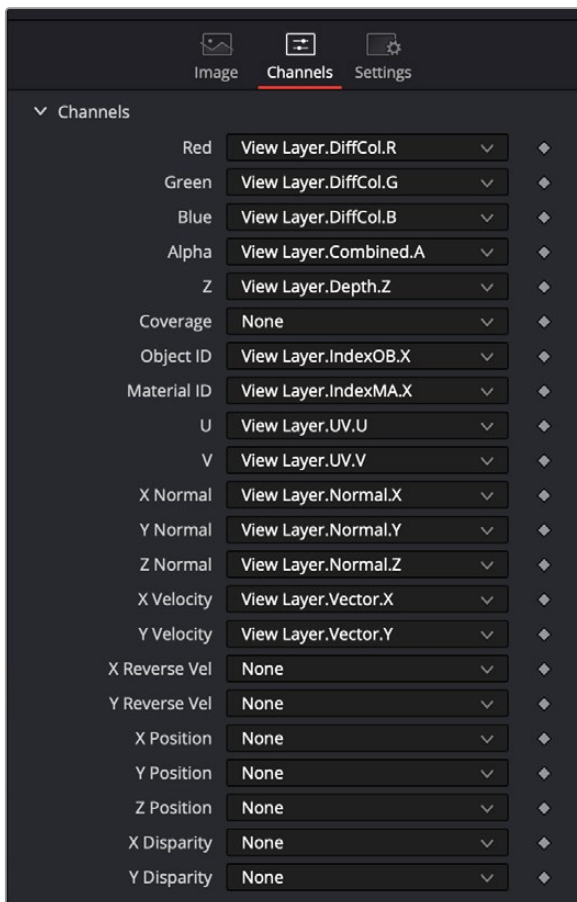 Image Channels Settings
Channels
Red View Layer.DiffCol.R
Green View Layer.DiffCol.G
Blue View Layer.DiffCol.B
Alpha View Layer.Combined.A
Z View Layer.Depth.Z
Coverage None
Object ID View Layer.IndexOB.X
Material ID View Layer.IndexMA.X
U View Layer.UV.U
V View Layer.UV.V
X Normal View Layer.Normal.X
Y Normal View Layer.Normal.Y
Z Normal View Layer.Normal.Z
X Velocity View Layer.Vector.X
Y Velocity View Layer.Vector.Y
X Reverse Vel None
Y Reverse Vel None
X Position None
Y Position None
Z Position None
X Disparity None
Y Disparity None